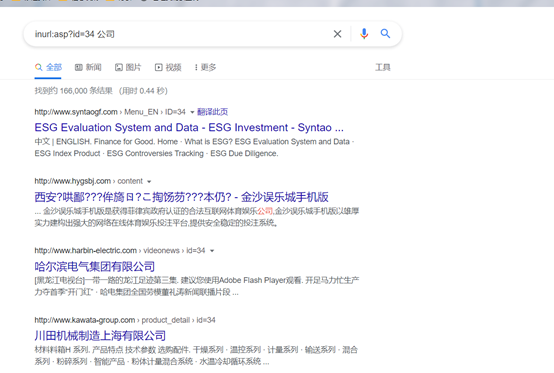 inurl:asp?id=34 公司
全部 新闻 图片 视频 更多 工具
找到约 166,000 条结果 （用时 0.44 秒）
http://www.syntaogf.com › Menu_EN › ID=34 翻译此页
ESG Evaluation System and Data - ESG Investment - Syntao ...
中文 | ENGLISH. Finance for Good. Home · What is ESG? ESG Evaluation System and Data ·
ESG Index Product · ESG Controversies Tracking · ESG Due Diligence.
http://www.hygsbj.com › content
金沙误乐城手机版
... 金沙误乐城手机版是获得菲律宾政府认证的合法互联网体育娱乐公司,金沙误乐城手机版以雄厚
实力建构出强大的网络在线体育娱乐投注平台,提供安全稳定的投注系统。
http://www.harbin-electric.com › videonews › id=34
哈尔滨电气集团有限公司
[黑龙江电视台]一带一路的龙江足迹第三集. 建议您使用Adobe Flash Player观看. 开足马力忙生产
力夺首季“开门红” · 哈电集团全国劳模董礼涛新闻联播片段 ...
http://www.kawata-group.com › product_detail › id=34
川田机械制造上海有限公司
材料料箱H 系列. 产品特点 技术参数 选购配件. 干燥系列 · 温控系列 · 计量系列 · 输送系列 · 混合
系列 · 粉碎系列 · 智能产品 · 粉体计量混合系统 · 水温冷却循环系统 ...